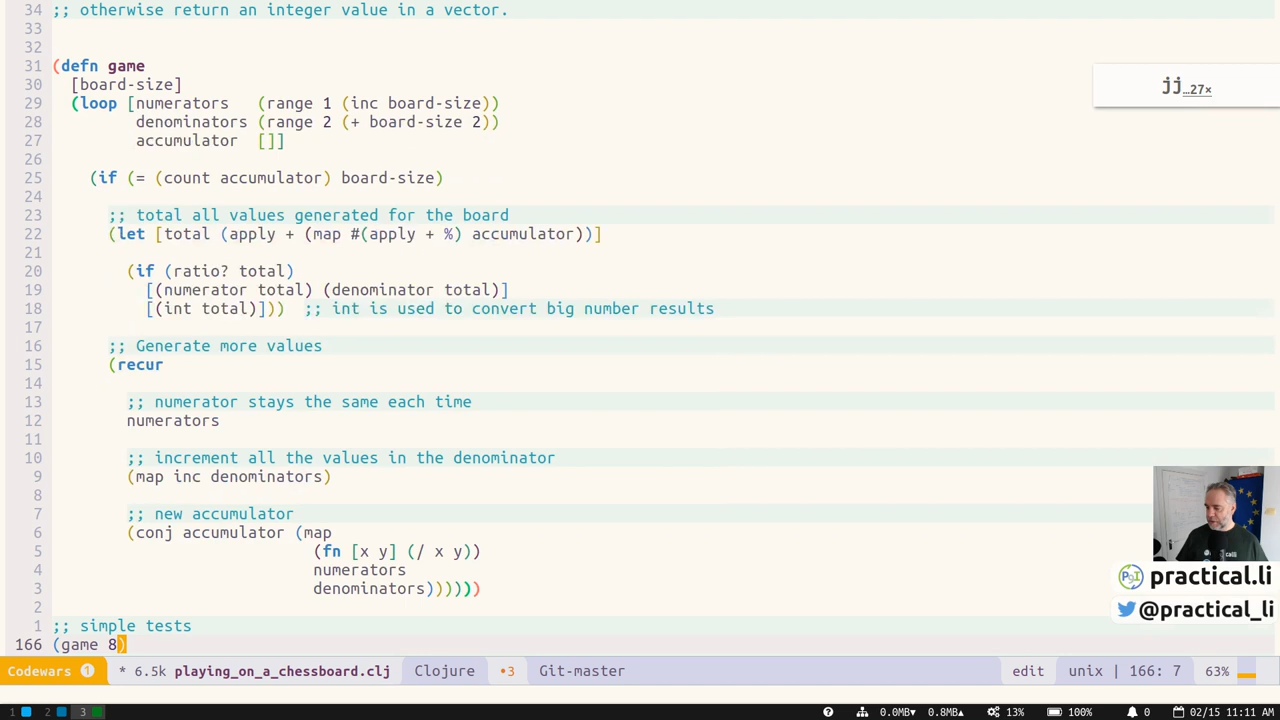 34 ;; otherwise return an integer value in a vector.
33
32
31 (defn game
30   [board-size]
29   (loop [numerators   (range 1 (inc board-size))
28          denominators (range 2 (+ board-size 2))
27          accumulator  []]
26
25     (if (= (count accumulator) board-size)
24
23       ;; total all values generated for the board
22       (let [total (apply + (map #(apply + %) accumulator))]
21
20         (if (ratio? total)
19           [(numerator total) (denominator total)]
18           [(int total)]))  ;; int is used to convert big number results
17
16       ;; Generate more values
15       (recur
14
13         ;; numerator stays the same each time
12         numerators
11
10         ;; increment all the values in the denominator
9         (map inc denominators)
8
7         ;; new accumulator
6         (conj accumulator (map
5                             (fn [x y] (/ x y))
4                             numerators
3                             denominators))))))
2
1 ;; simple tests
166 (game 8)
jj…27×
practical.li
@practical_li
Codewars 1 * 6.5k playing_on_a_chessboard.clj Clojure •3 Git-master edit unix | 166: 7 63%
1 2 3 0.0MB▾ 0.8MB▴ 13% 100% 0 02/15 11:11 AM